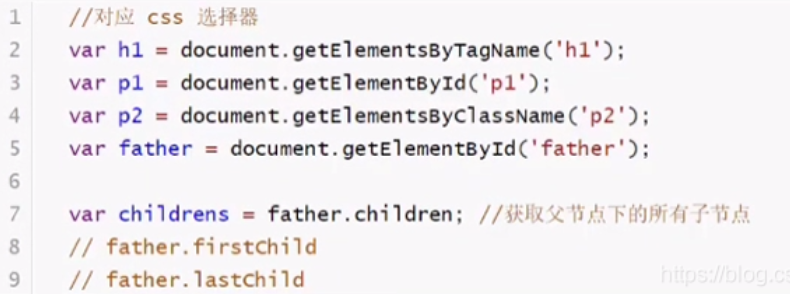 1 //对应 css 选择器
2 var h1 = document.getElementsByTagName('h1');
3 var p1 = document.getElementById('p1');
4 var p2 = document.getElementsByClassName('p2');
5 var father = document.getElementById('father');
6
7 var childrens = father.children; //获取父节点下的所有子节点
8 // father.firstChild
9 // father.lastChild
https://blog.cs